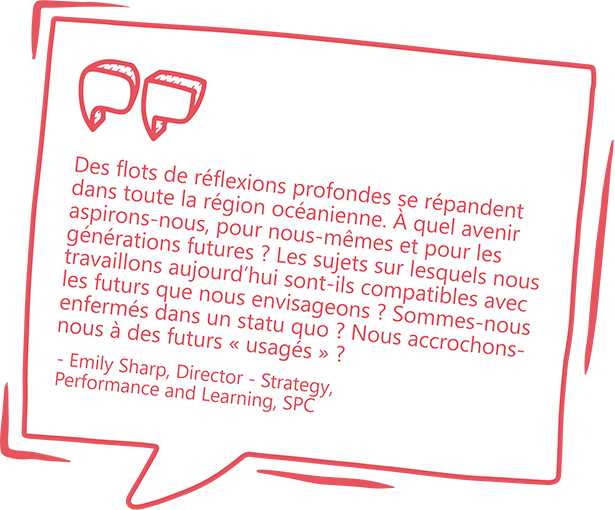 Des flots de réflexions profondes se répandent
dans toute la région océanienne. À quel avenir
aspirons-nous, pour nous-mêmes et pour les
générations futures ? Les sujets sur lesquels nous
travaillons aujourd’hui sont-ils compatibles avec
les futurs que nous envisageons ? Sommes-nous
enfermés dans un statu quo ? Nous accrochons-
nous à des futurs « usagés » ?
- Emily Sharp, Director - Strategy,
Performance and Learning, SPC